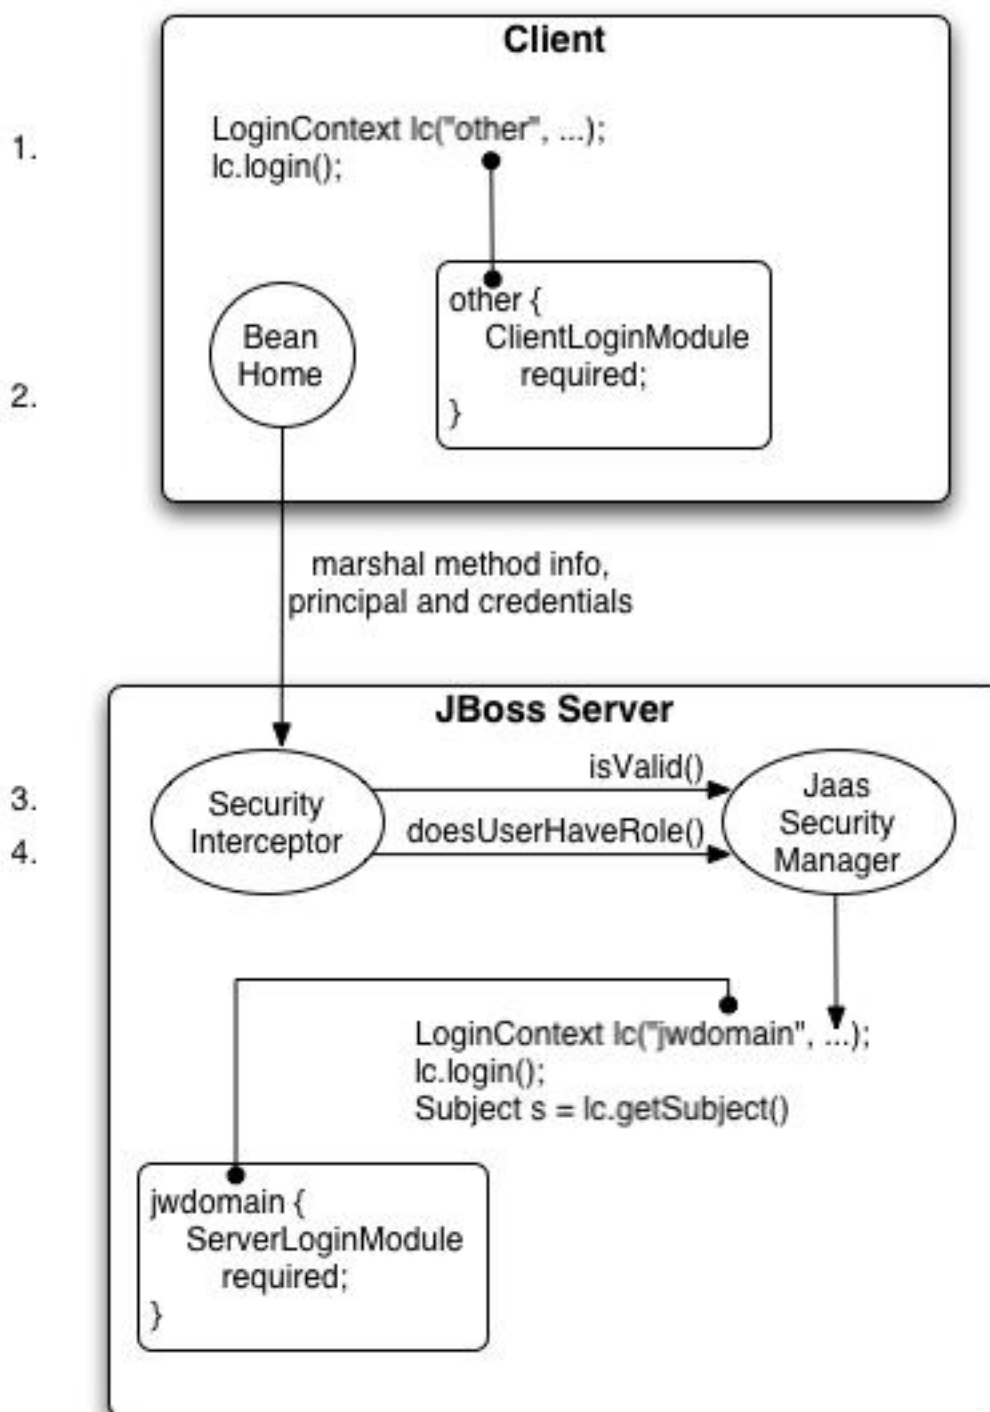 Client
1.
LoginContext lc("other", ...);
lc.login();
other {
ClientLoginModule
required;
}
Bean
Home
2.
marshal method info,
principal and credentials
JBoss Server
3.
4.
Security
Interceptor
isValid()
doesUserHaveRole()
Jaas
Security
Manager
LoginContext lc("jwdomain", ...);
lc.login();
Subject s = lc.getSubject()
jwdomain {
ServerLoginModule
required;
}